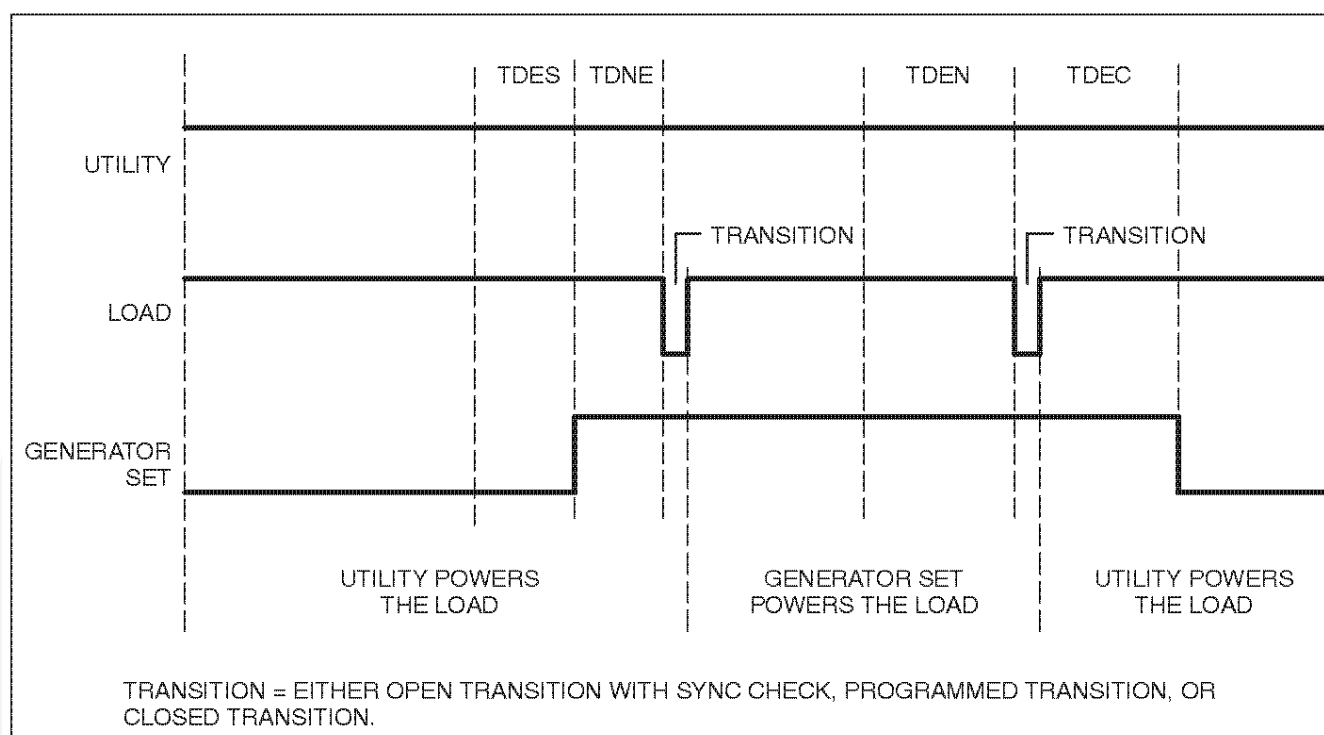 TDES
TDNE
TDEN
TDEC
UTILITY
TRANSITION
TRANSITION
LOAD
GENERATOR
SET
UTILITY POWERS
THE LOAD
GENERATOR SET
POWERS THE LOAD
UTILITY POWERS
THE LOAD
TRANSITION = EITHER OPEN TRANSITION WITH SYNC CHECK, PROGRAMMED TRANSITION, OR
CLOSED TRANSITION.